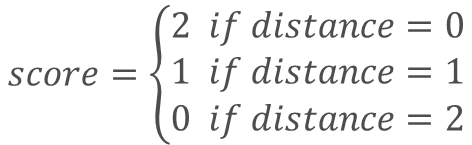 2 if distance = 0
score = { 1 if distance = 1
0 if distance = 2